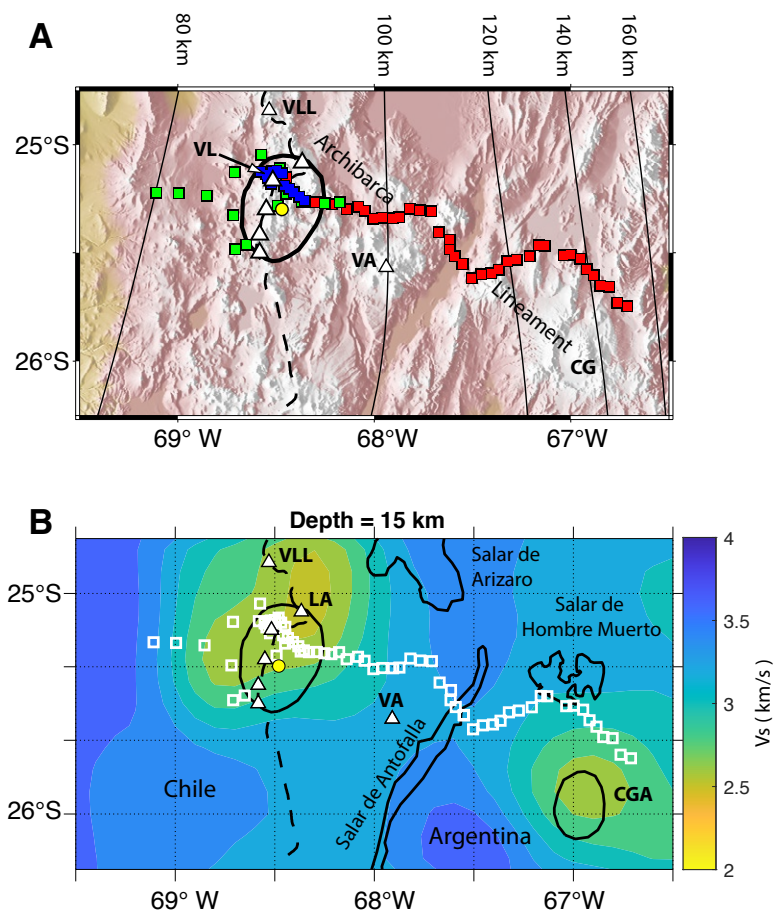 A
80 km
100 km
120 km
140 km
160 km
VLL
25°S
VL
Archibarca
VA
Lineament
26°S
CG
69° W
68°W
67°W
B
Depth = 15 km
4
VLL
Salar de
Arizaro
25°S
LA
Salar de
Hombre Muerto
3.5
VA
3
Vs ( km/s )
Salar de Antofalla
Chile
2.5
CGA
26°S
Argentina
2
69° W
68° W
67° W